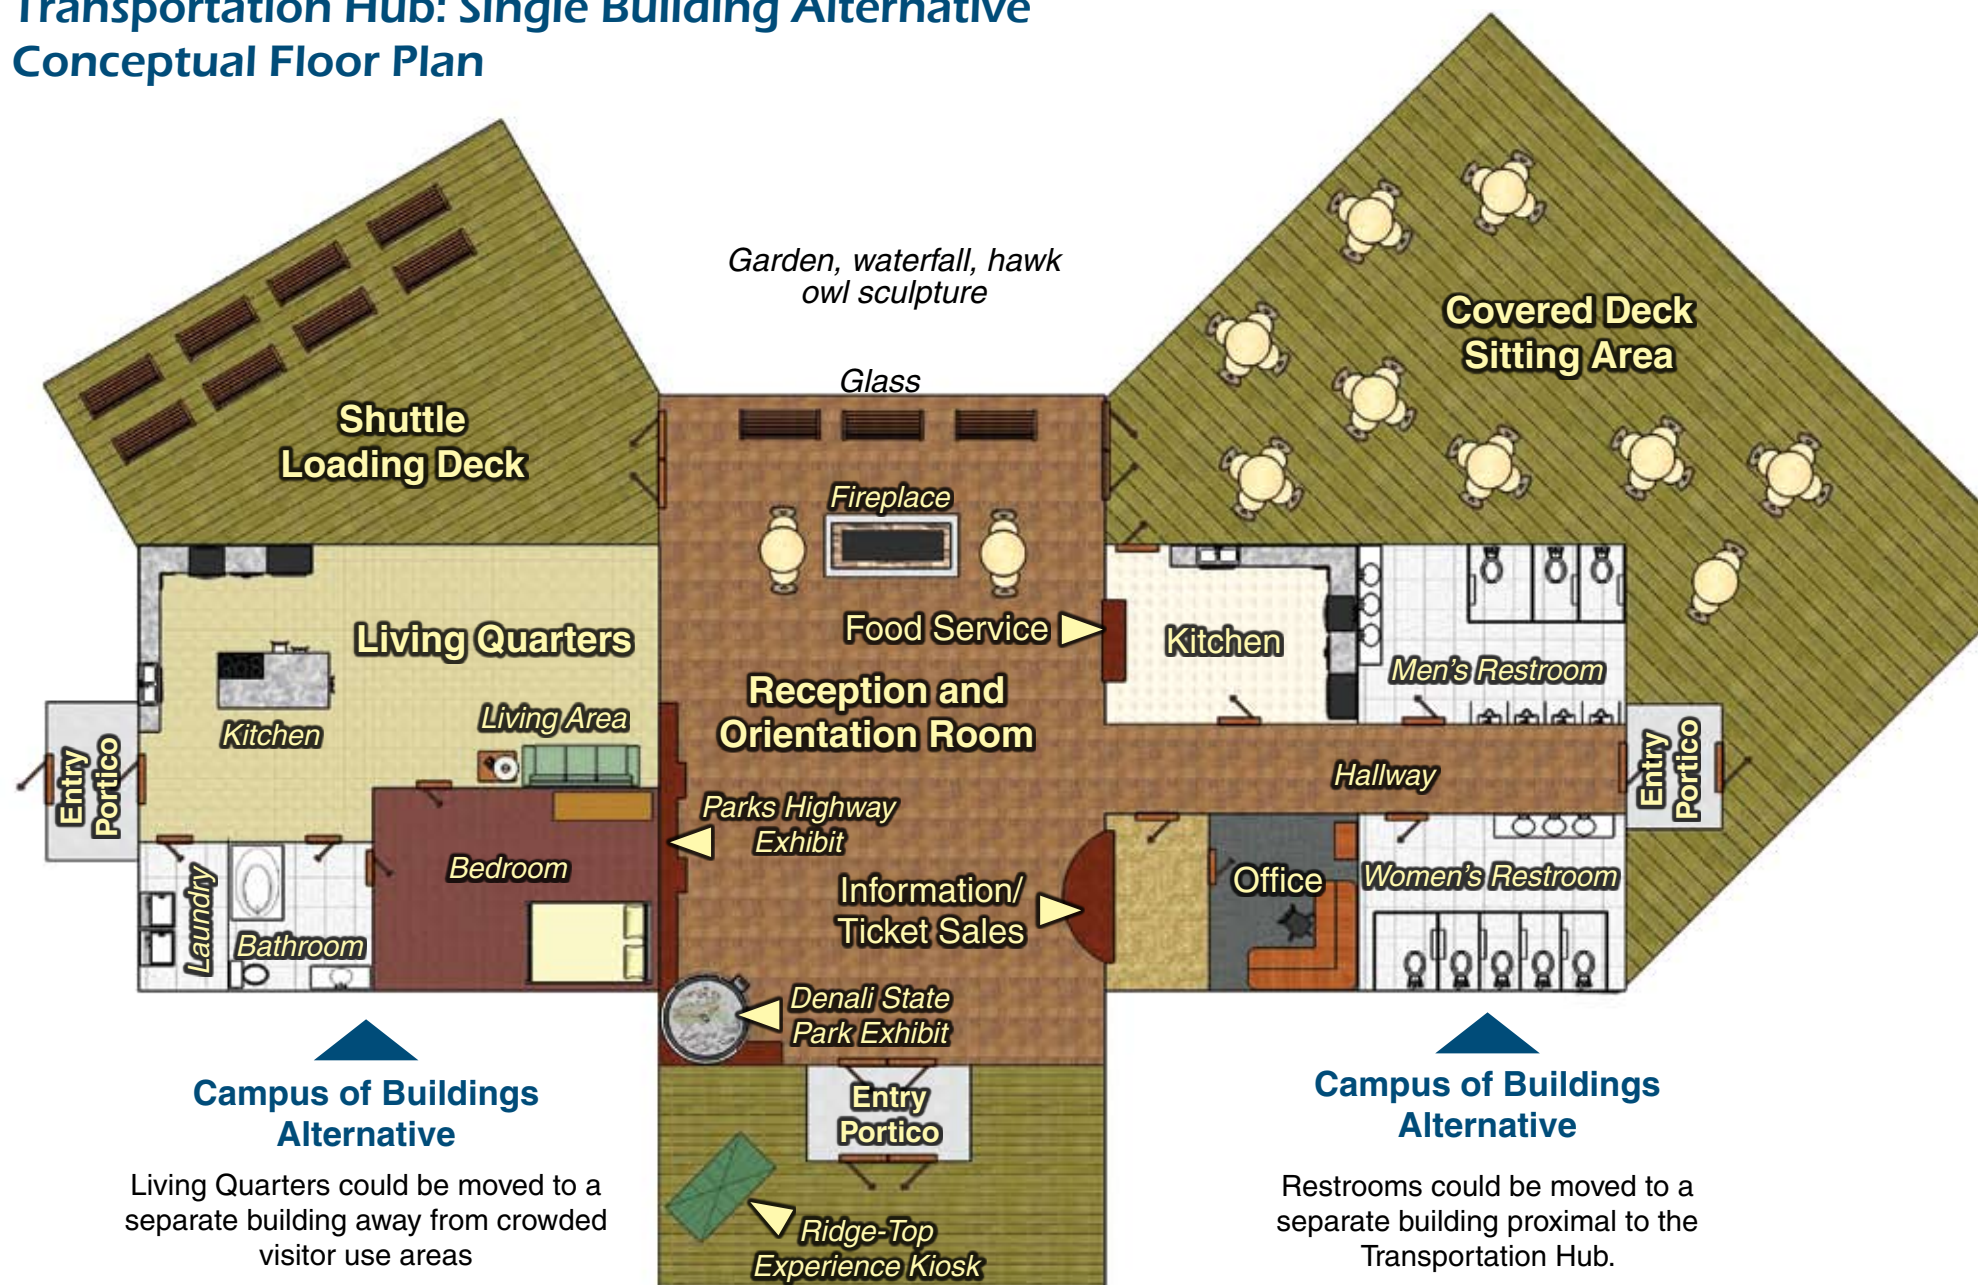 Transportation Hub: Single Building Alternative
Conceptual Floor Plan
Garden, waterfall, hawk
owl sculpture
Glass
Covered Deck
Sitting Area
Shuttle
Loading Deck
Fireplace
Food Service
Kitchen
Men's Restroom
Living Quarters
Reception and
Orientation Room
Kitchen
Living Area
Entry
Portico
Hallway
Entry
Portico
Parks Highway
Exhibit
Bedroom
Laundry
Bathroom
Information/
Ticket Sales
Office
Women's Restroom
Denali State
Park Exhibit
Entry
Portico
Ridge-Top
Experience Kiosk
Campus of Buildings
Alternative
Living Quarters could be moved to a
separate building away from crowded
visitor use areas
Campus of Buildings
Alternative
Restrooms could be moved to a
separate building proximal to the
Transportation Hub.